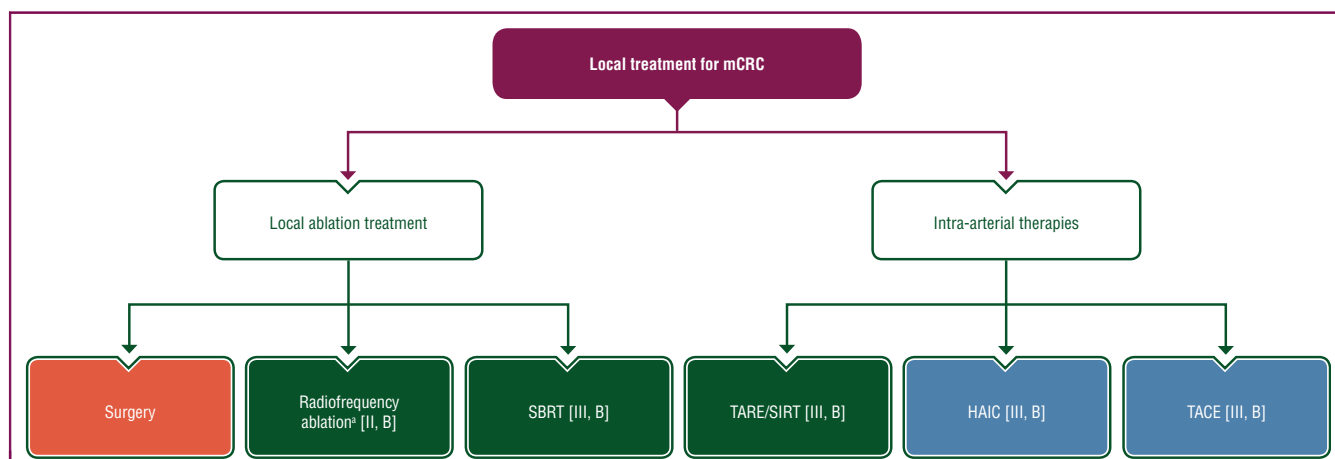 Local treatment for mCRC
Local ablation treatment
Intra-arterial therapies
Surgery
Radiofrequency
ablationᵃ [II, B]
SBRT [III, B]
TARE/SIRT [III, B]
HAIC [III, B]
TACE [III, B]